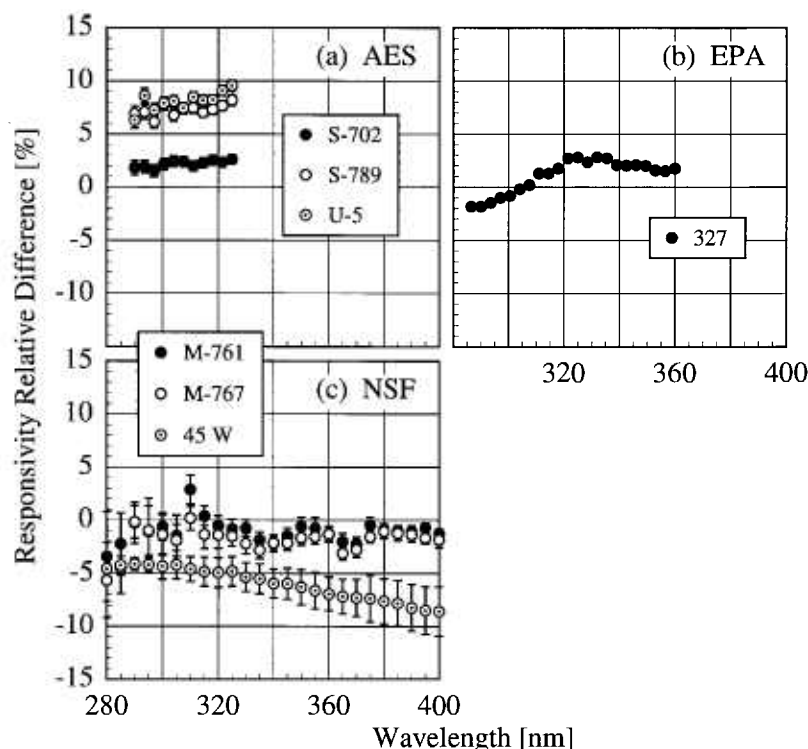 Responsivity Relative Difference [%]
15
10
5
0
-5
-10
(a) AES
S-702
S-789
U-5
(b) EPA
327
320
360
400
M-761
M-767
45 W
(c) NSF
15
10
5
0
-5
-10
-15
280
320
360
400
Wavelength [nm]